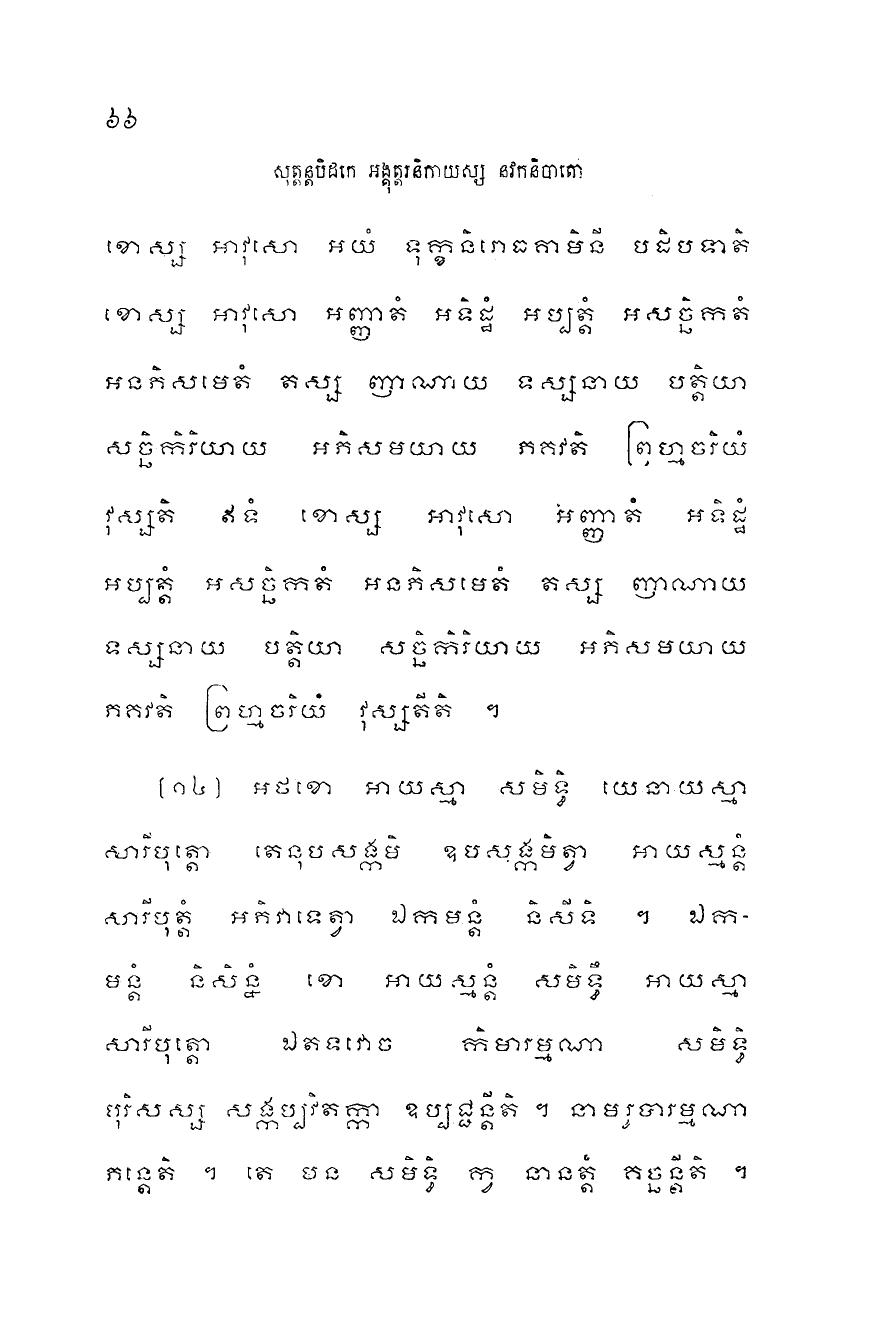 ៦៦
សុត្តន្តបិដកេ អង្គុត្តរនិកាយស្ស នវកនិបាតោ
ខោស្ស អាវុសោ អយំ ទុក្ខនិរោធគាមិនី បដិបទាតិ
ខោស្ស អាវុសោ អញ្ញាតំ អទិដ្ឋំ អប្បត្តំ អសច្ឆិកតំ
អនភិសមេតំ តស្ស ញាណាយ ទស្សនាយ បត្តិយា
សច្ឆិកិរិយាយ អភិសមយាយ ភគវតិ ព្រហ្មចរិយំ
វុស្សតិ ឥទំ ខោស្ស អាវុសោ អញ្ញាតំ អទិដ្ឋំ
អប្បត្តំ អសច្ឆិកតំ អនភិសមេតំ តស្ស ញាណាយ
ទស្សនាយ បត្តិយា សច្ឆិកិរិយាយ អភិសមយាយ
ភគវតិ ព្រហ្មចរិយំ វុស្សតីតិ ។
[១៤] អថខោ អាយស្មា សមិទ្ធិ យេនាយស្មា
សារីបុត្តោ តេនុបសង្កមិ ឧបសង្កមិត្វា អាយស្មន្តំ
សារីបុត្តំ អភិវាទេត្វា ឯកមន្តំ និសីទិ ។ ឯក-
មន្តំ និសិន្នំ ខោ អាយស្មន្តំ សមិទ្ធឹ អាយស្មា
សារីបុត្តោ ឯតទវោច កិមារម្មណា សមិទ្ធិ
បុរិសស្ស សង្កប្បវិតក្កា ឧប្បជ្ជន្តីតិ ។ នាមរូបារម្មណា
ភន្តេតិ ។ តេ បន សមិទ្ធិ ក្វ នានត្តំ គច្ឆន្តីតិ ។